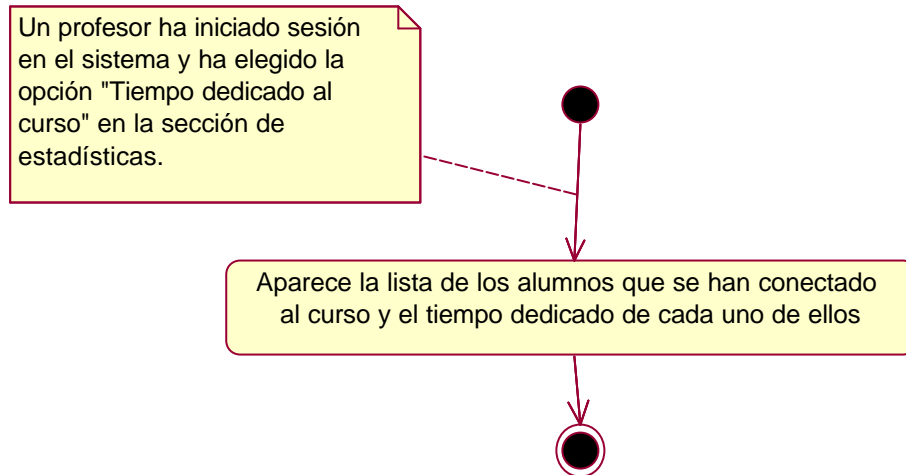 Un profesor ha iniciado sesión
en el sistema y ha elegido la
opción "Tiempo dedicado al
curso" en la sección de
estadísticas.
Aparece la lista de los alumnos que se han conectado
al curso y el tiempo dedicado de cada uno de ellos